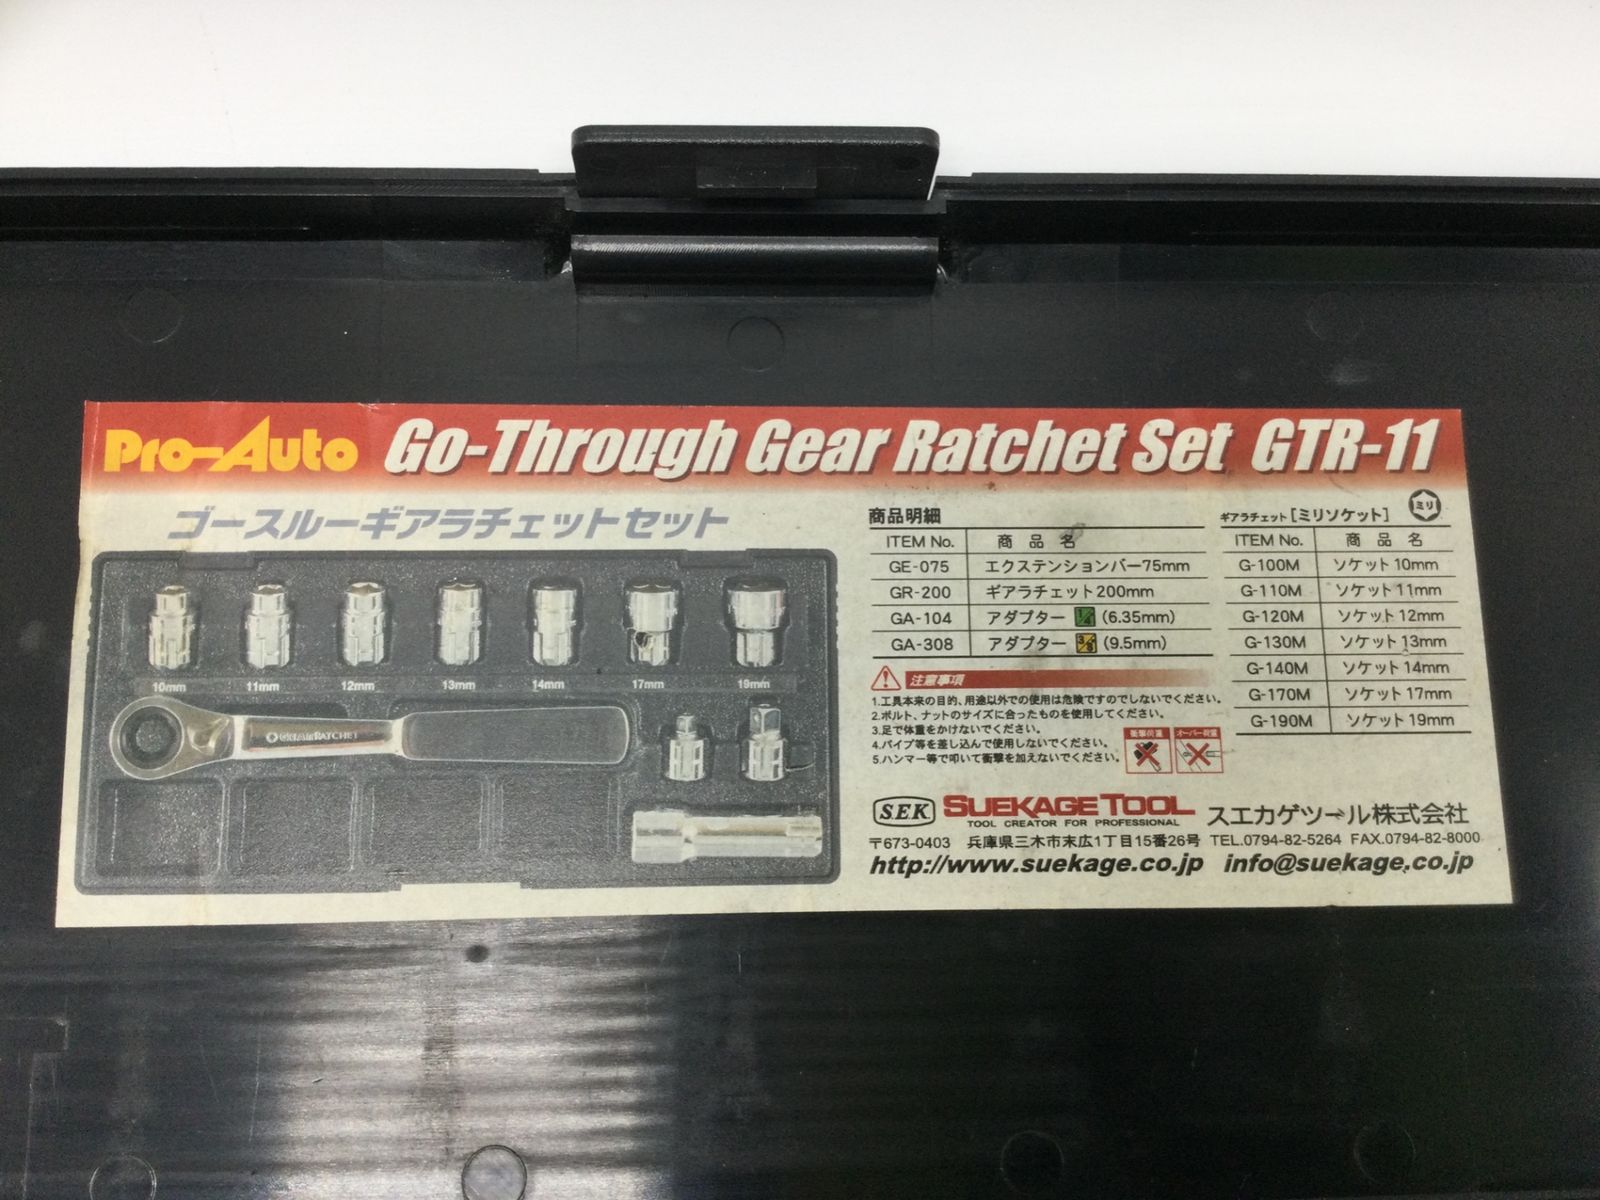 Pro-Auto Go-Through Gear Ratchet Set GTR-11
ゴースルーギアラチェットセット
10mm 11mm 12mm 13mm 14mm 17mm 19mm
GEAR RATCHET
商品明細
ITEM No. 商品名
GE-075 エクステンションバー75mm
GR-200 ギアラチェット200mm
GA-104 アダプター 1/4 (6.35mm)
GA-308 アダプター 3/8 (9.5mm)
ギアラチェット[ミリソケット] ミリ
ITEM No. 商品名
G-100M ソケット10mm
G-110M ソケット11mm
G-120M ソケット12mm
G-130M ソケット13mm
G-140M ソケット14mm
G-170M ソケット17mm
G-190M ソケット19mm
注意事項
1.工具本来の目的、用途以外での使用は危険ですのでしないでください。
2.ボルト、ナットのサイズに合ったものを使用してください。
3.足で体重をかけないでください。
4.パイプ等を差し込んで使用しないでください。
5.ハンマー等で叩いて衝撃を加えないでください。
衝撃荷重 オーバー荷重
S.E.K. SUEKAGE TOOL スエカゲツール株式会社
TOOL CREATOR FOR PROFESSIONAL
〒673-0403 兵庫県三木市末広1丁目15番26号 TEL.0794-82-5264 FAX.0794-82-8000
http://www.suekage.co.jp info@suekage.co.jp